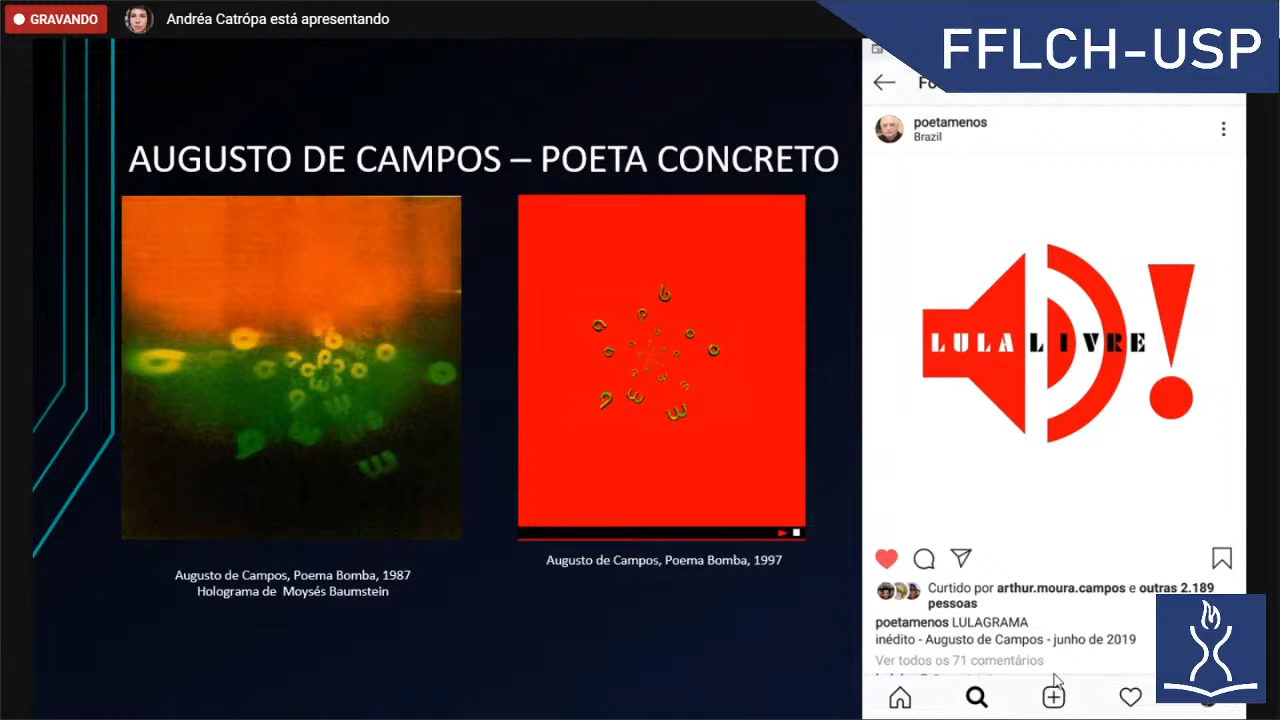 GRAVANDO
Andréa Catrópa está apresentando
FFLCH-USP
AUGUSTO DE CAMPOS – POETA CONCRETO
Augusto de Campos, Poema Bomba, 1987
Holograma de Moysés Baumstein
Augusto de Campos, Poema Bomba, 1997
poetamenos
Brazil
LULA LIVRE
Curtido por arthur.moura.campos e outras 2.189
pessoas
poetamenos LULAGRAMA
inédito - Augusto de Campos - junho de 2019
Ver todos os 71 comentários